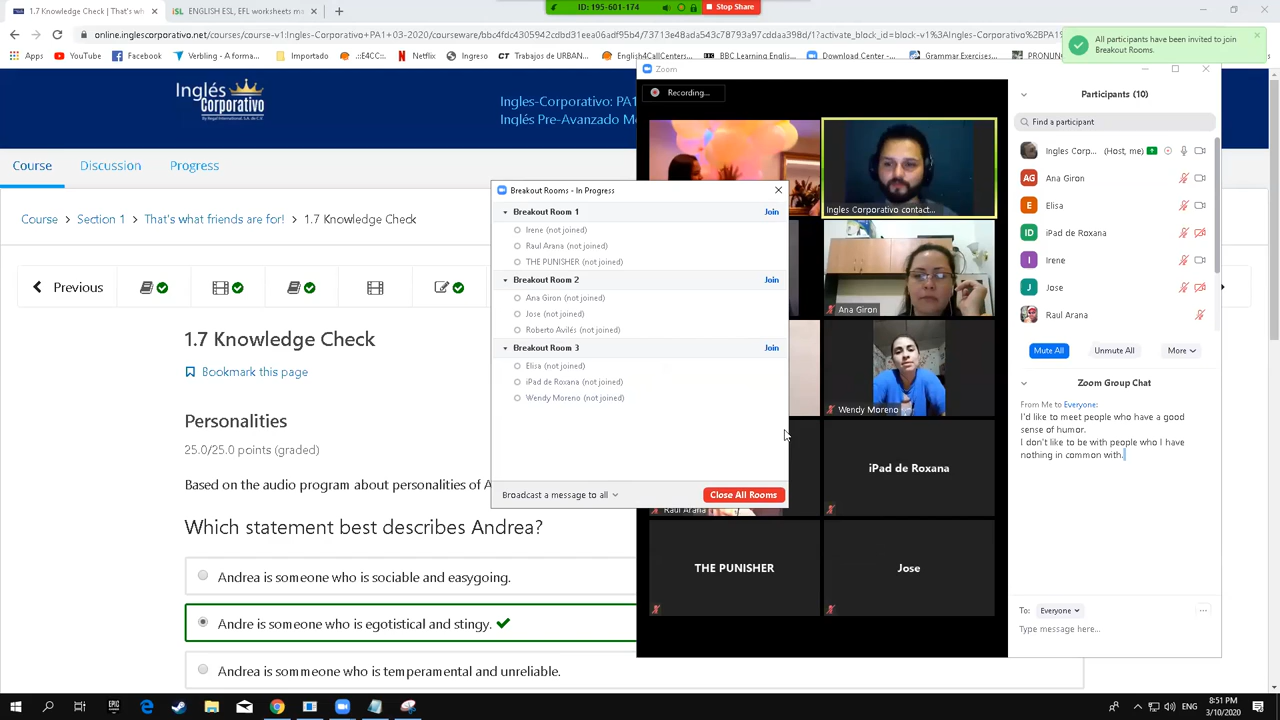 1.7 Knowledge Check | That's wh
ENGLISH ESL, EFL worksheets ma
ID: 195-601-174
Stop Share
online.inglescorporativo.net/courses/course-v1:Ingles-Corporativo+PA1+03-2020/courseware/
YouTube
Facebook
Verbling - A forma...
:::E4CC::.
Netflix
Ingreso
Trabajos de URBAN...
English4CallCenters...
BBC Learning Engli...
Download Center -...
Grammar Exercises...
PRONUN
All participants have been invited to join
Breakout Rooms.
Inglés
Corporativo
Ingles-Corporativo: PA1
Inglés Pre-Avanzado Mó
Course
Discussion
Progress
Course > Section 1 > That's what friends are for! > 1.7 Knowledge Check
Previous
1.7 Knowledge Check
Bookmark this page
Personalities
25.0/25.0 points (graded)
Based on the audio program about personalities of A
Which statement best describes Andrea?
Andrea is someone who is sociable and easygoing.
Andre is someone who is egotistical and stingy.
Andrea is sommeone who is temperamental and unreliable.
Breakout Rooms - In Progress
Breakout Room 1
Join
Irene (not joined)
Raul Arana (not joined)
THE PUNISHER (not joined)
Breakout Room 2
Join
Ana Giron (not joined)
Jose (not joined)
Roberto Avilés (not joined)
Breakout Room 3
Join
Elisa (not joined)
iPad de Roxana (not joined)
Wendy Moreno (not joined)
Broadcast a message to all
Close All Rooms
Zoom
Recording...
Ingles Corporativo contact...
Ana Giron
Wendy Moreno
Raul Arana
iPad de Roxana
THE PUNISHER
Jose
Participants (10)
Find a participant
Ingles Corp... (Host, me)
AG Ana Giron
E Elisa
ID iPad de Roxana
I Irene
J Jose
Raul Arana
Mute All
Unmute All
More
Zoom Group Chat
From Me to Everyone:
I'd like to meet people who have a good
sense of humor.
I don't like to be with people who I have
nothing in common with.
To: Everyone
Type message here...
8:51 PM
3/10/2020